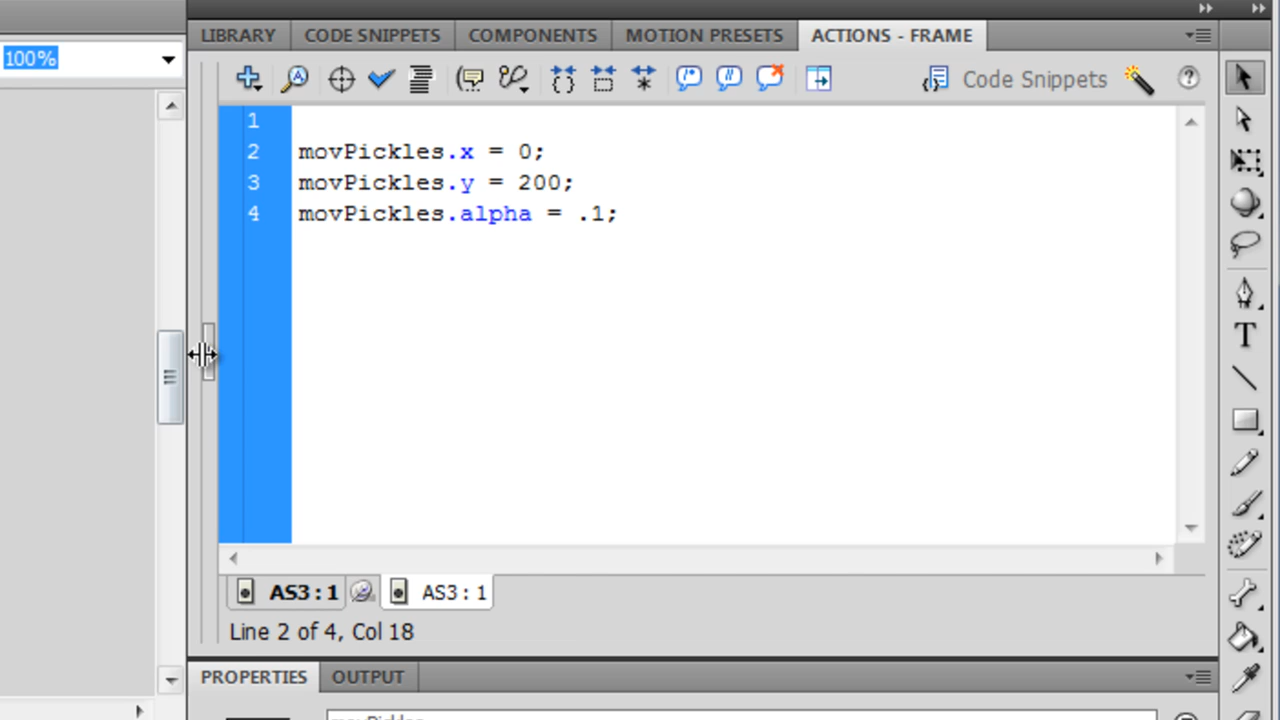 100%
LIBRARY CODE SNIPPETS COMPONENTS MOTION PRESETS ACTIONS - FRAME
Code Snippets
1
2 movPickles.x = 0;
3 movPickles.y = 200;
4 movPickles.alpha = .1;
AS3 : 1 AS3 : 1
Line 2 of 4, Col 18
PROPERTIES OUTPUT
movPickles